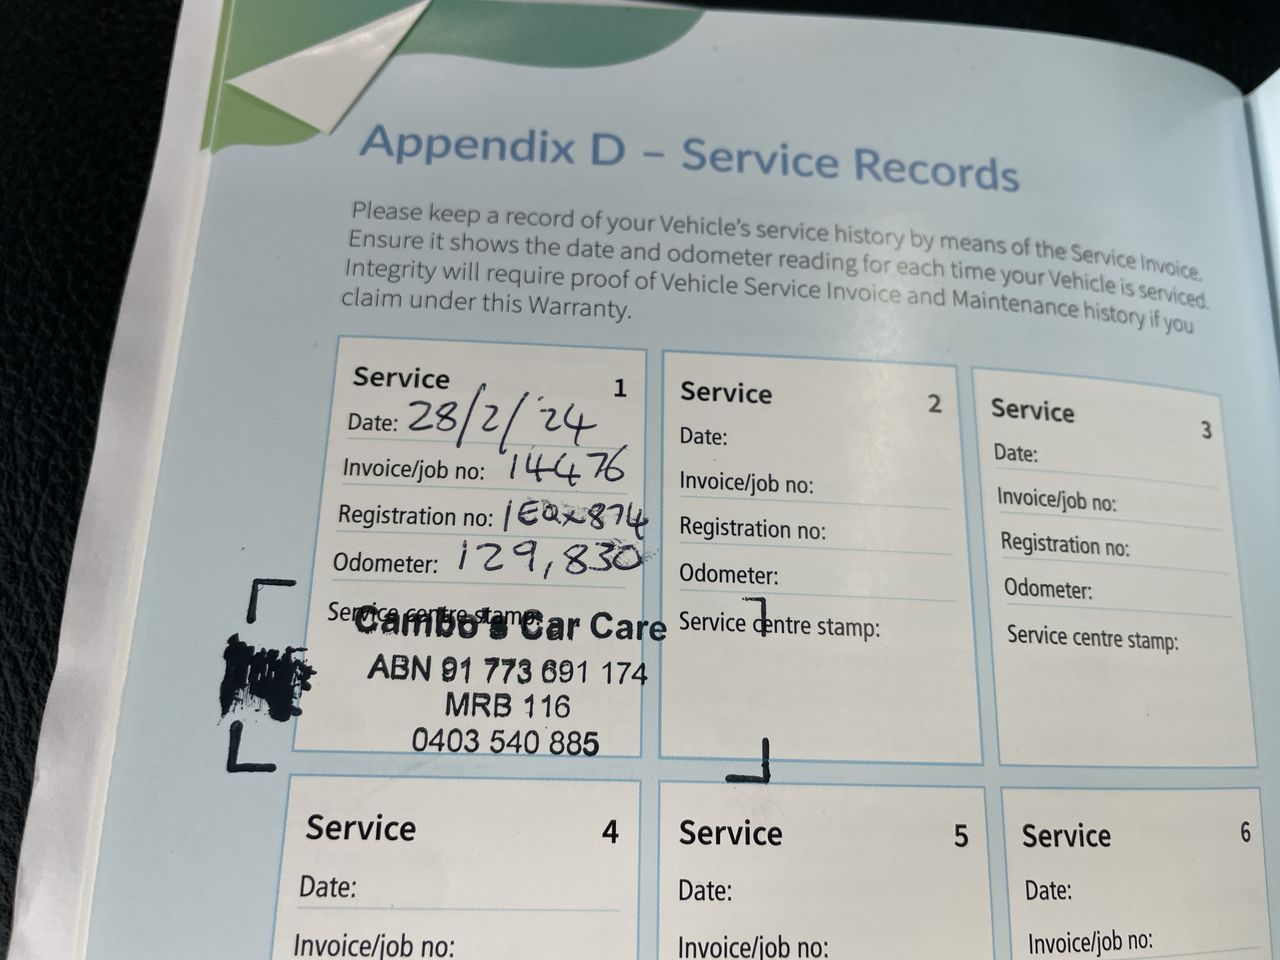 Appendix D – Service Records
Please keep a record of your Vehicle's service history by means of the Service Invoice.
Ensure it shows the date and odometer reading for each time your Vehicle is serviced.
Integrity will require proof of Vehicle Service Invoice and Maintenance history if you
claim under this Warranty.
Service 1
Date: 28/2/'24
Invoice/job no: 14476
Registration no: 1EQX874
Odometer: 129,830
Service centre stamp:
Cambo's Car Care
ABN 91 773 691 174
MRB 116
0403 540 885
Service 2
Date:
Invoice/job no:
Registration no:
Odometer:
Service centre stamp:
Service 3
Date:
Invoice/job no:
Registration no:
Odometer:
Service centre stamp:
Service 4
Date:
Invoice/job no:
Service 5
Date:
Invoice/job no:
Service 6
Date:
Invoice/job no: